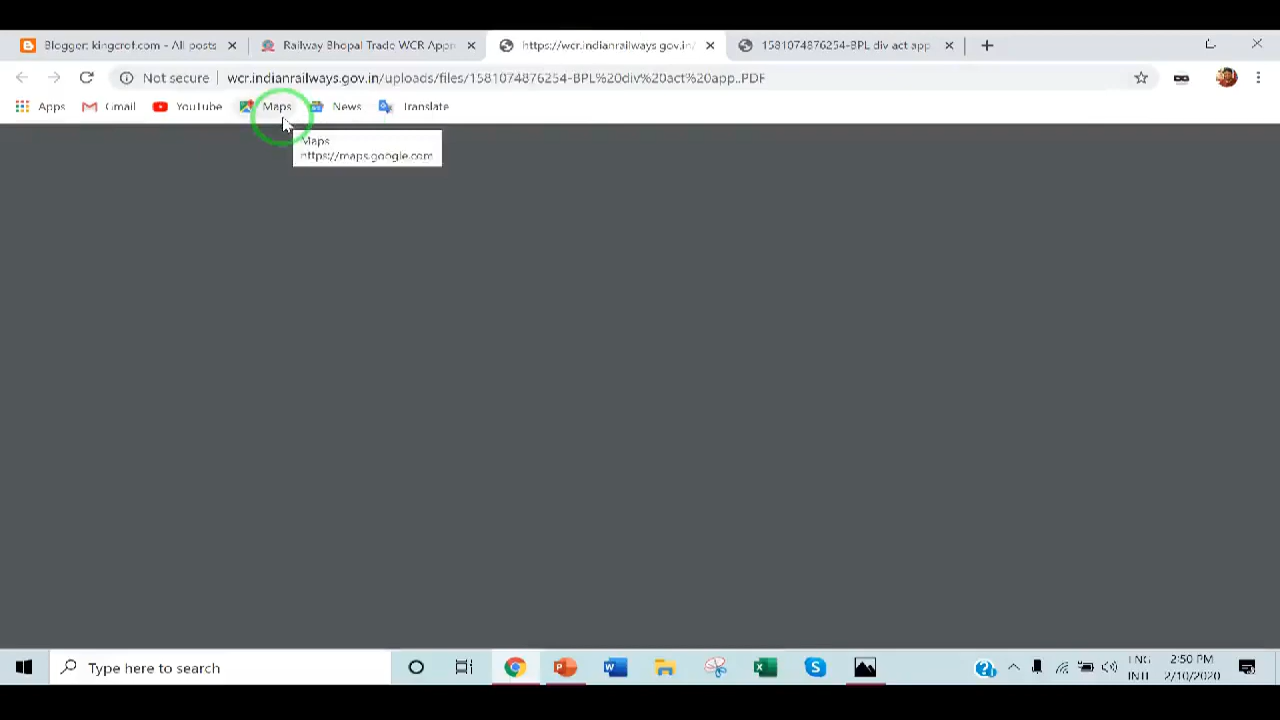 Blogger: kingcrof.com - All posts
Railway Bhopal Trade WCR Appr
https://wcr.indianrailways.gov.in/
1581074876254-BPL div act app
Not secure
wcr.indianrailways.gov.in/uploads/files/1581074876254-BPL%20div%20act%20app..PDF
Apps
Gmail
YouTube
Maps
News
Translate
Maps
https://maps.google.com
Type here to search
ENG
INTL
2:50 PM
2/10/2020